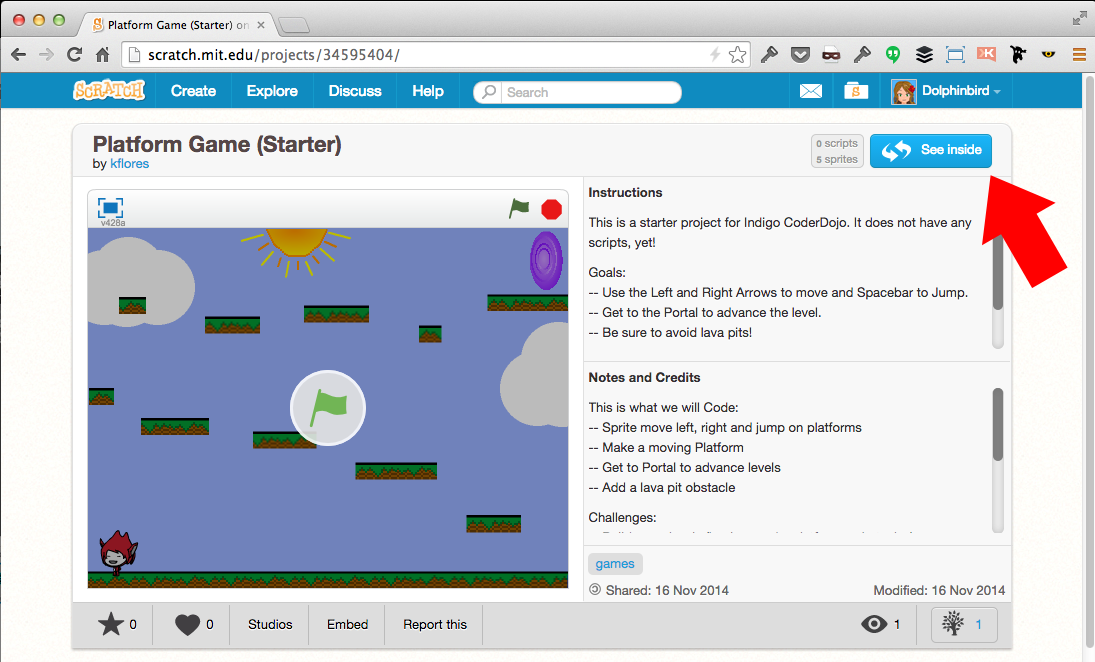 Platform Game (Starter) on
scratch.mit.edu/projects/34595404/
SCRATCH
Create
Explore
Discuss
Help
Search
S
Dolphinbird
Platform Game (Starter)
by kflores
0 scripts
5 sprites
See inside
v428a
Instructions
This is a starter project for Indigo CoderDojo. It does not have any
scripts, yet!
Goals:
-- Use the Left and Right Arrows to move and Spacebar to Jump.
-- Get to the Portal to advance the level.
-- Be sure to avoid lava pits!
Notes and Credits
This is what we will Code:
-- Sprite move left, right and jump on platforms
-- Make a moving Platform
-- Get to Portal to advance levels
-- Add a lava pit obstacle
Challenges:
games
Shared: 16 Nov 2014
Modified: 16 Nov 2014
0
0
Studios
Embed
Report this
1
1